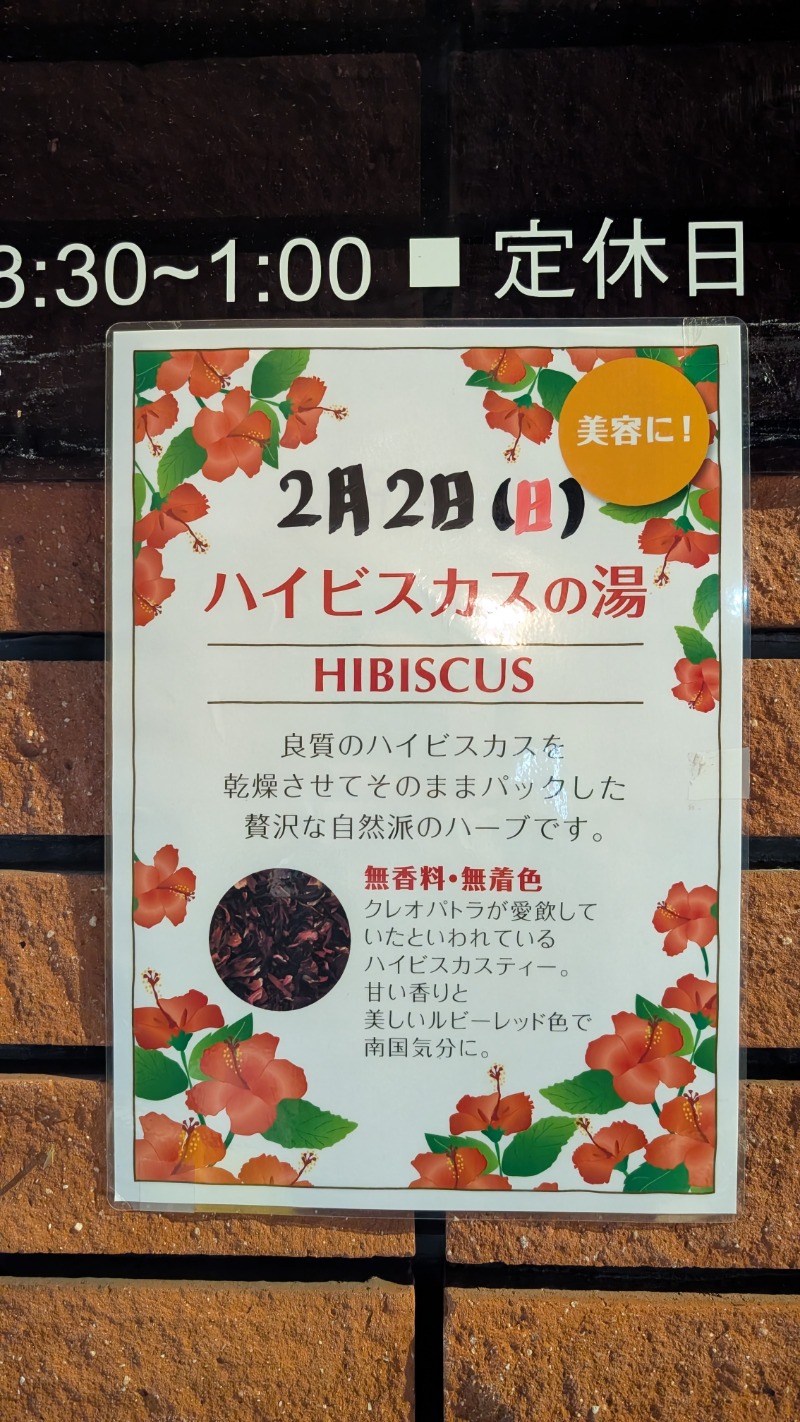 :30~1:00 ■ 定休日
美容に!
2月2日(日)
ハイビスカスの湯
HIBISCUS
良質のハイビスカスを
乾燥させてそのままパックした
贅沢な自然派のハーブです。
無香料・無着色
クレオパトラが愛飲して
いたといわれている
ハイビスカスティー。
甘い香りと
美しいルビーレッド色で
南国気分に。